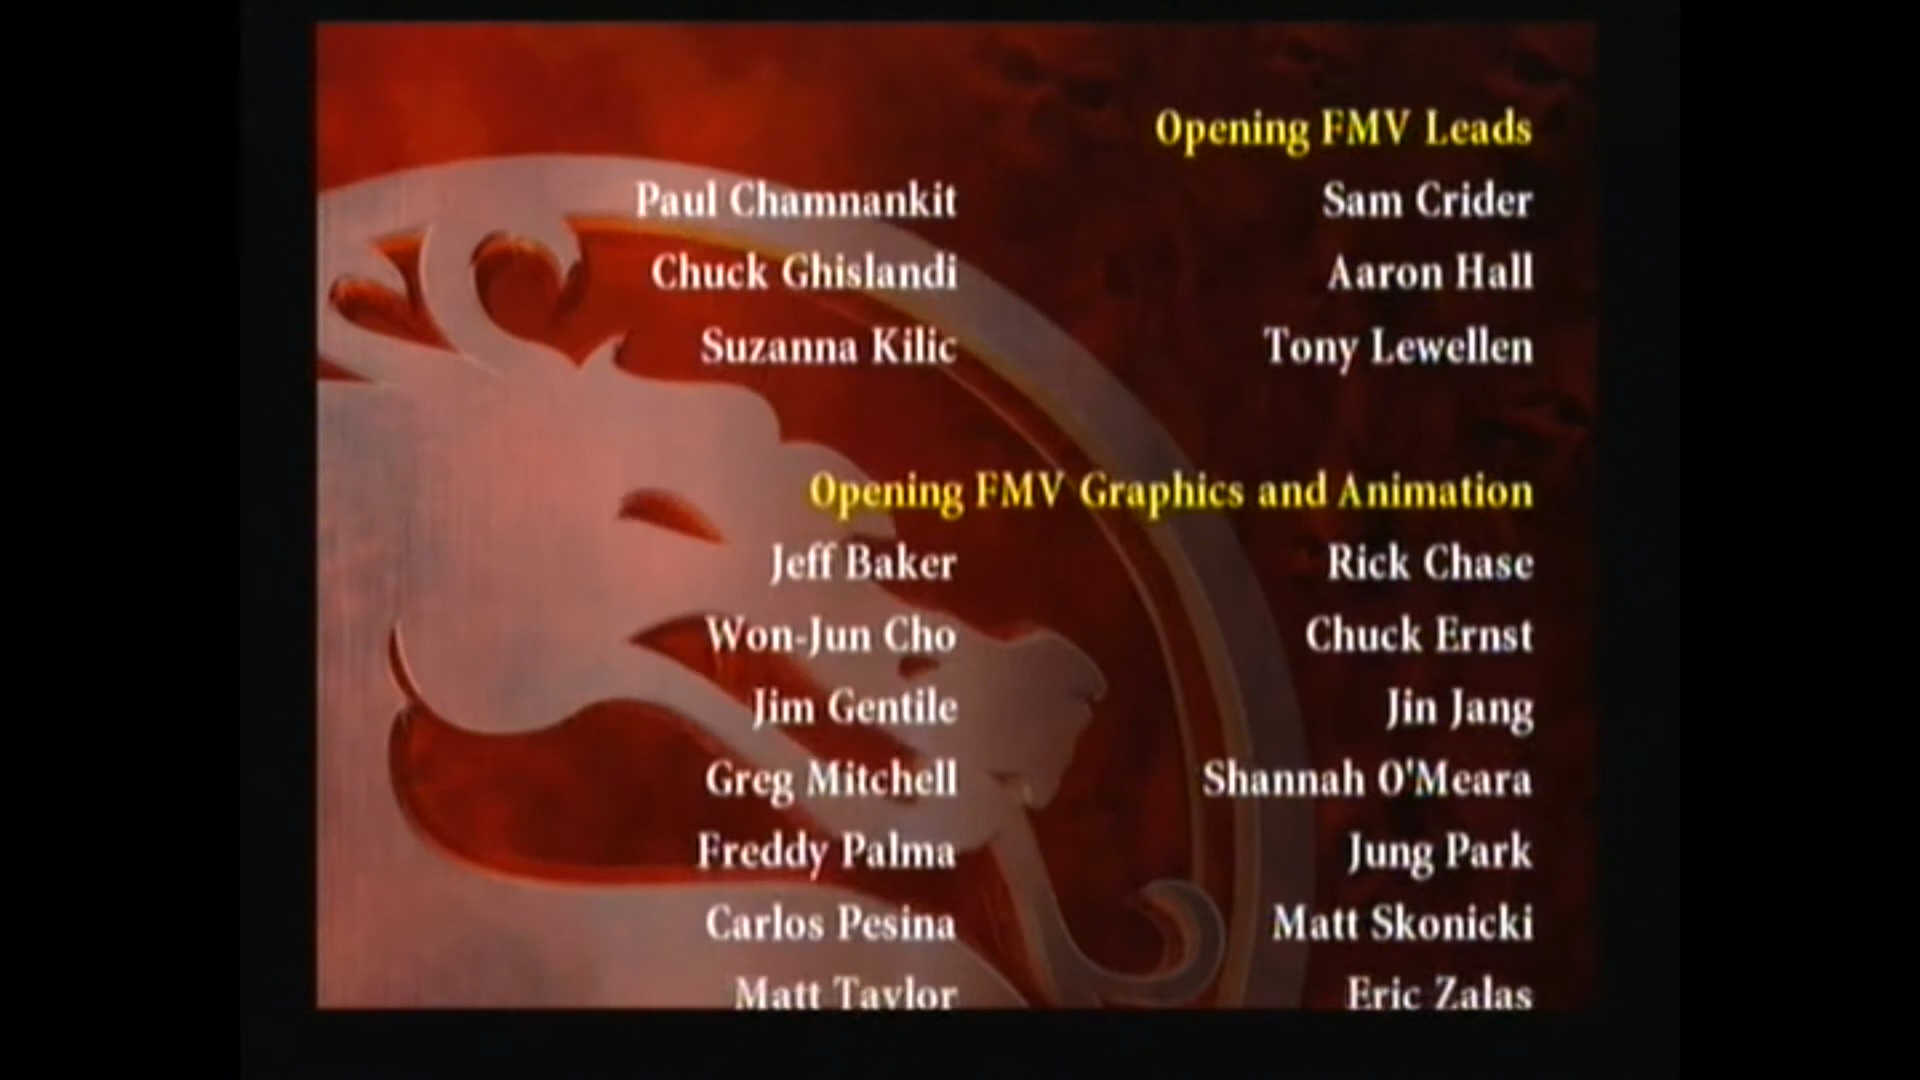 Opening FMV Leads
Paul Chamnankit Sam Crider
Chuck Ghislandi Aaron Hall
Suzanna Kilic Tony Lewellen
Opening FMV Graphics and Animation
Jeff Baker Rick Chase
Won-Jun Cho Chuck Ernst
Jim Gentile Jin Jang
Greg Mitchell Shannah O'Meara
Freddy Palma Jung Park
Carlos Pesina Matt Skonicki
Matt Taylor Eric Zalas